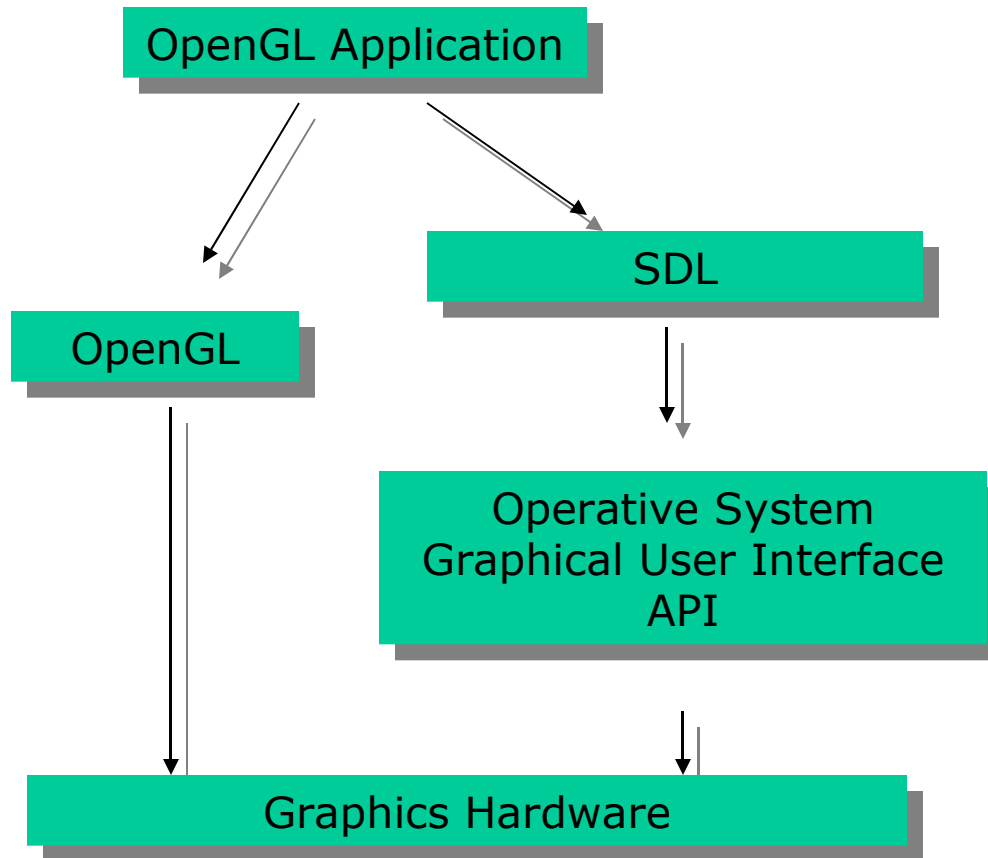 OpenGL Application
SDL
OpenGL
Operative System
Graphical User Interface
API
Graphics Hardware